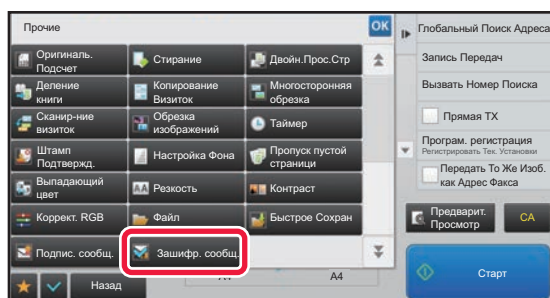 Прочие
OK
Оригиналь.
Подсчет
Стирание
Двойн.Прос.Стр
Деление
книги
Копирование
Визиток
Многосторонняя
обрезка
Сканир-ние
визиток
Обрезка
изображений
Таймер
Штамп
Подтвержд.
Настройка Фона
Пропуск пустой
страници
Выпадающий
цвет
AA Резкость
Контраст
Коррект. RGB
Файл
Быстрое Сохран
Подпис. сообщ.
Зашифр. сообщ.
Назад
A4
Глобальный Поиск Адреса
Запись Передач
Вызвать Номер Поиска
Прямая TX
Програм. регистрация
Регистрировать Тек. Установки
Передать То Же Изоб.
как Адрес Факса
Предварит.
Просмотр
CA
Старт